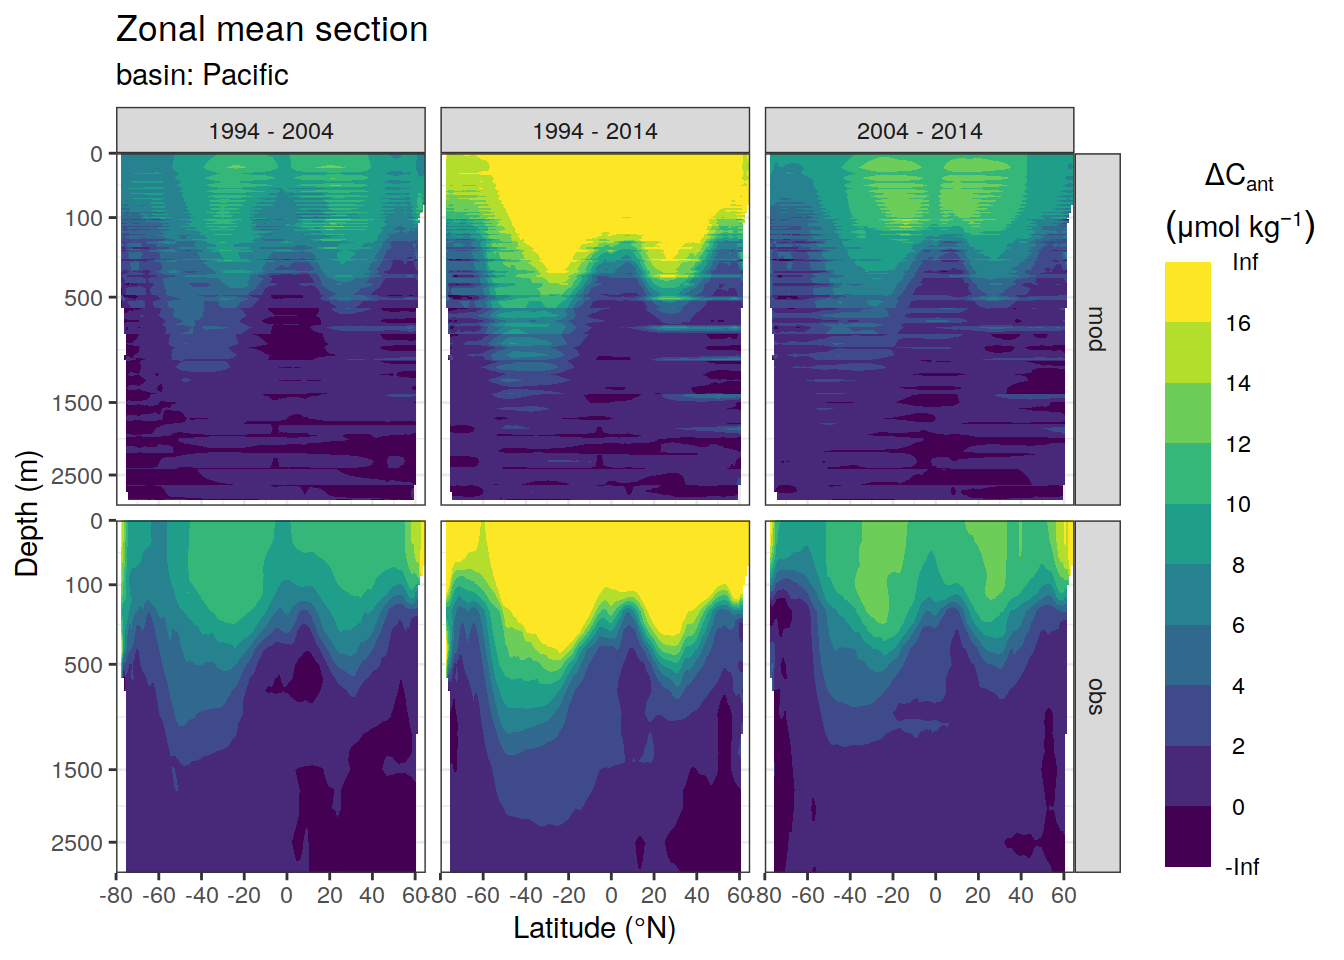 Zonal mean section
basin: Pacific
1994 - 2004
1994 - 2014
2004 - 2014
0
100
500
1500
2500
mod
0
100
500
1500
2500
obs
Depth (m)
-80 -60 -40 -20 0 20 40 60
-80 -60 -40 -20 0 20 40 60
-80 -60 -40 -20 0 20 40 60
Latitude (°N)
ΔCant
(µmol kg⁻¹)
Inf
16
14
12
10
8
6
4
2
0
-Inf